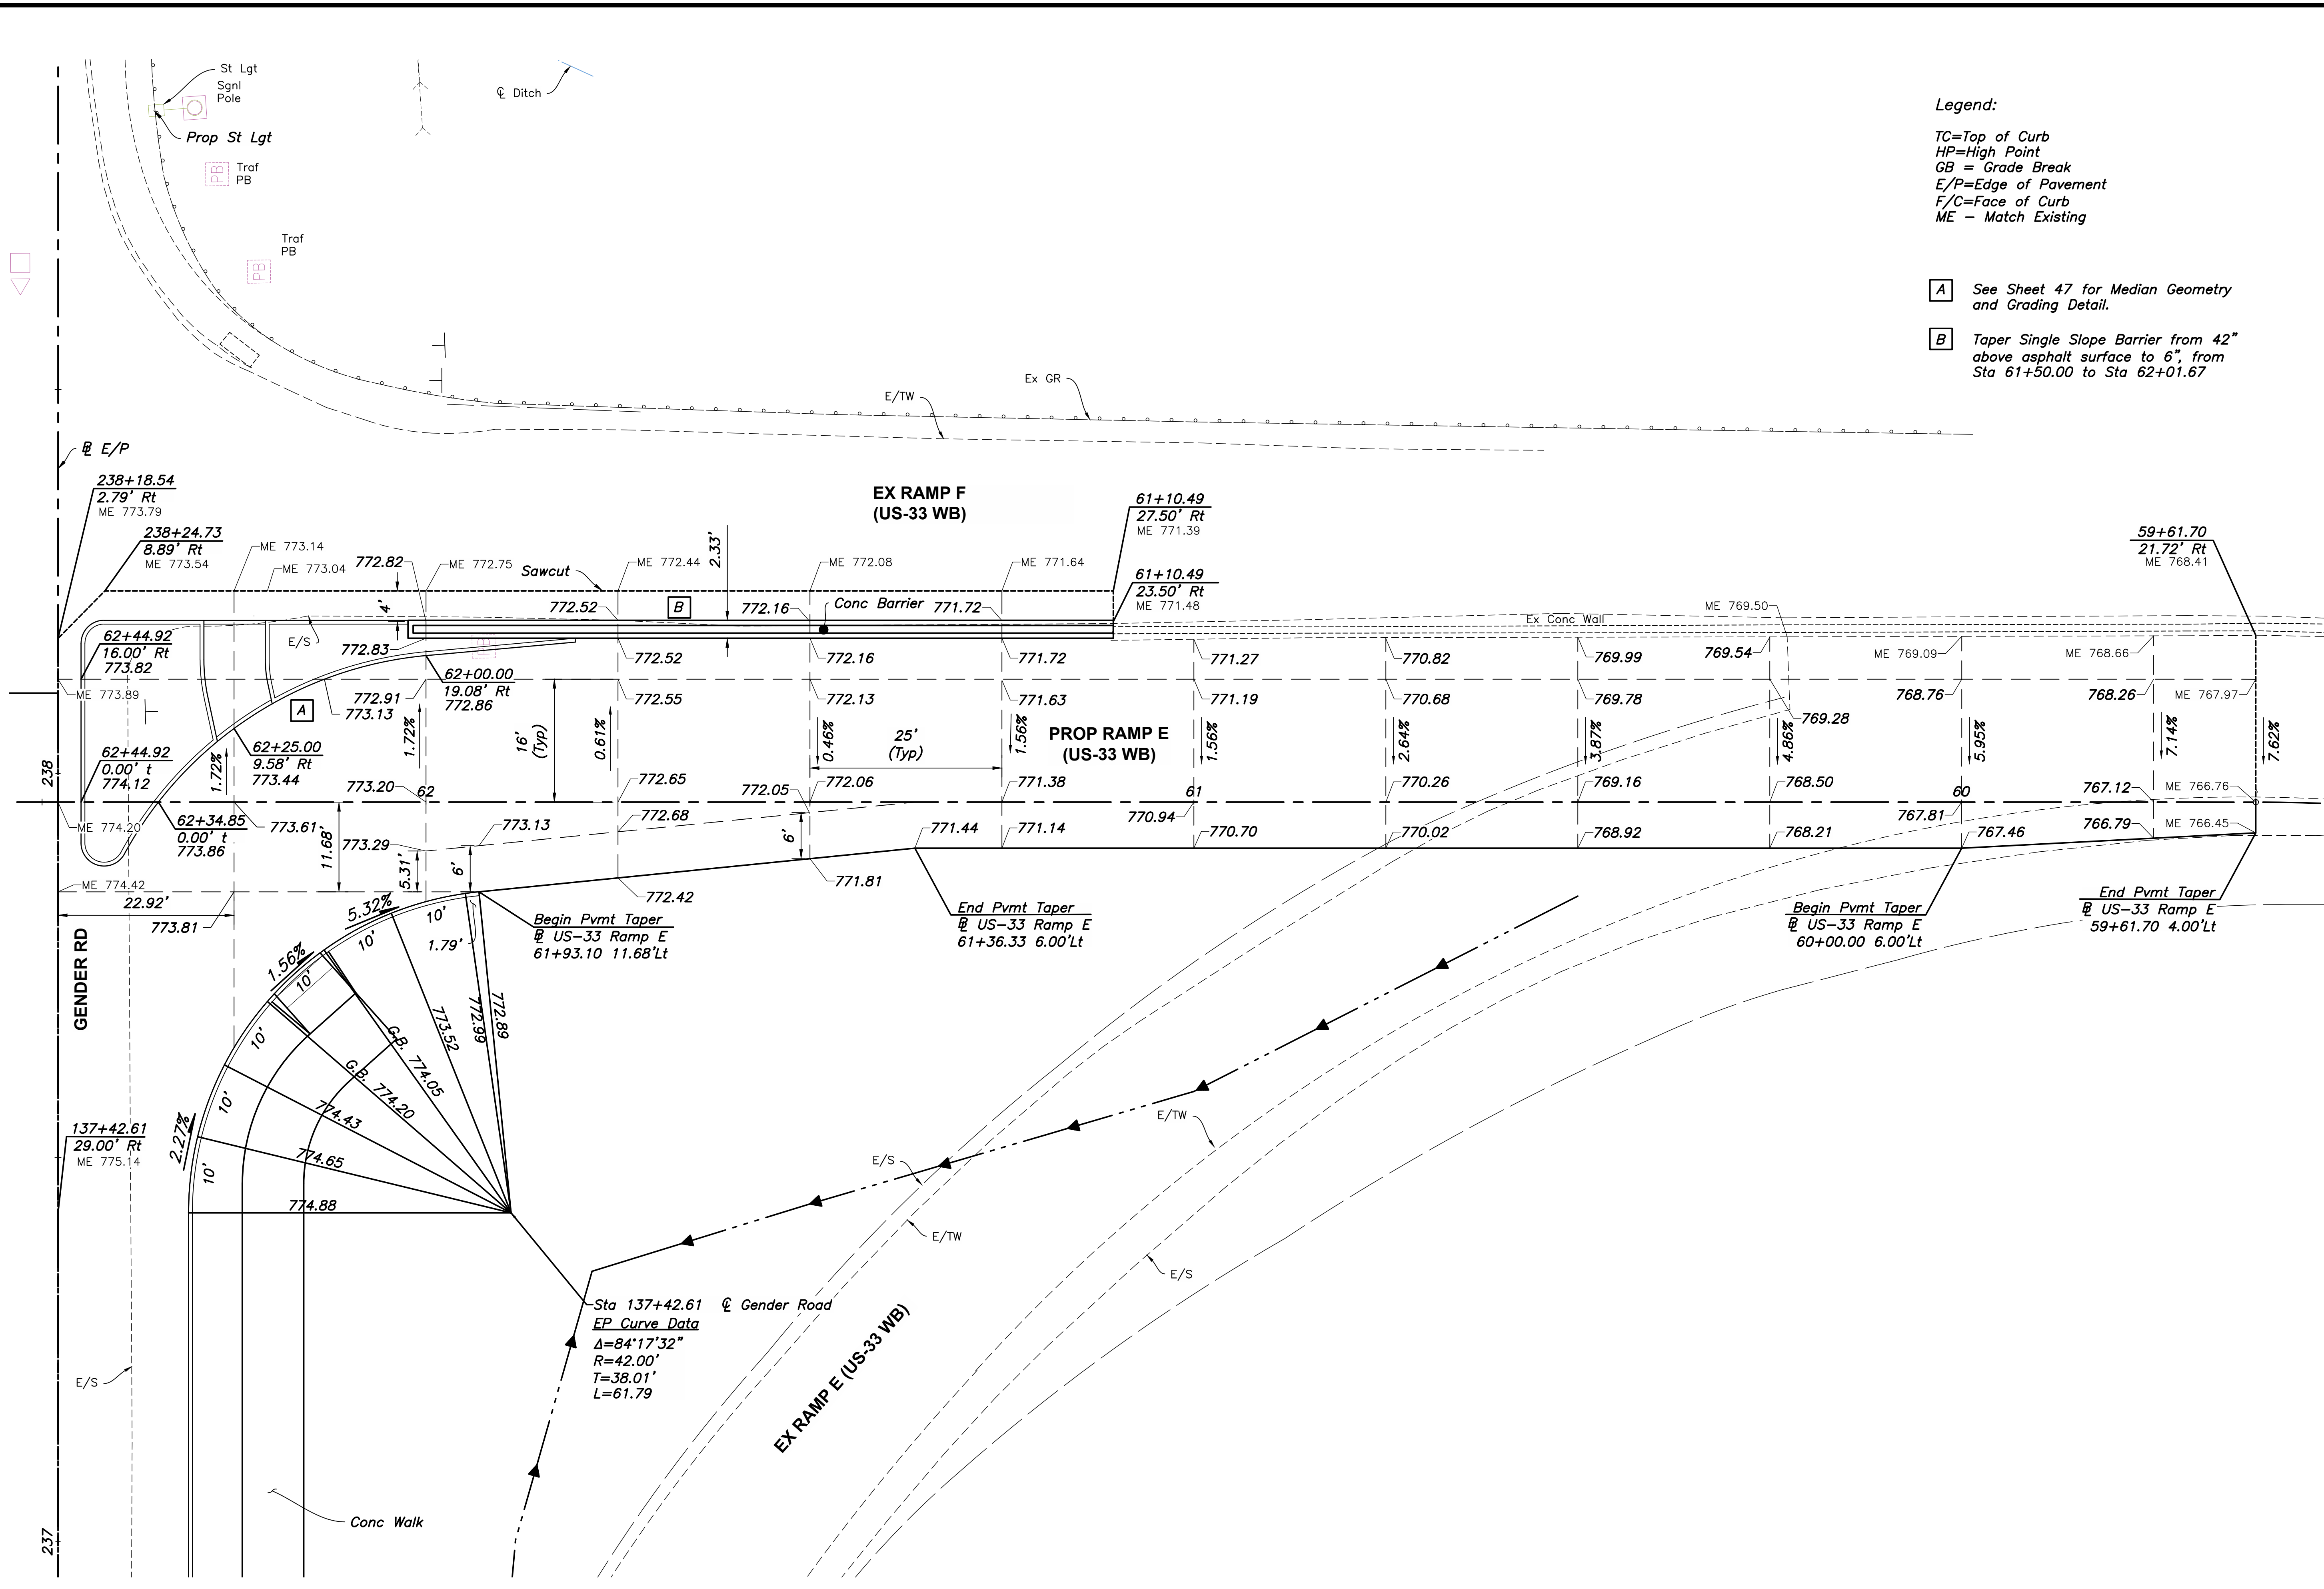 St Lgt
Sgnl
Pole
Prop St Lgt
Traf
PB
PB
Traf
PB
PB
℄ Ditch
Legend:
TC=Top of Curb
HP=High Point
GB = Grade Break
E/P=Edge of Pavement
F/C=Face of Curb
ME – Match Existing
A
See Sheet 47 for Median Geometry
and Grading Detail.
B
Taper Single Slope Barrier from 42"
above asphalt surface to 6", from
Sta 61+50.00 to Sta 62+01.67
Ex GR
E/TW
℄ E/P
238+18.54
2.79' Rt
ME 773.79
238+24.73
8.89' Rt
ME 773.54
ME 773.14
ME 773.04
772.82
ME 772.75
Sawcut
ME 772.44
2.33'
EX RAMP F
(US-33 WB)
ME 772.08
ME 771.64
61+10.49
27.50' Rt
ME 771.39
61+10.49
23.50' Rt
ME 771.48
59+61.70
21.72' Rt
ME 768.41
4'
772.52
B
772.16
Conc Barrier
771.72
Ex Conc Wall
ME 769.50
62+44.92
16.00' Rt
773.82
E/S
772.83
PB
772.52
772.16
771.72
771.27
770.82
769.99
769.54
ME 769.09
ME 768.66
ME 773.89
A
772.91
773.13
62+00.00
19.08' Rt
772.86
772.55
772.13
771.63
771.19
770.68
769.78
769.28
768.76
768.26
ME 767.97
62+44.92
0.00' t
774.12
1.72%
62+25.00
9.58' Rt
773.44
1.72%
16'
(Typ)
0.61%
0.46%
25'
(Typ)
1.56%
PROP RAMP E
(US-33 WB)
1.56%
2.64%
3.87%
4.86%
5.95%
7.14%
7.62%
238
773.20
62
772.65
772.05
772.06
771.38
61
770.26
769.16
768.50
60
767.12
ME 766.76
ME 774.20
62+34.85
0.00' t
773.86
773.61
11.68'
773.29
5.31'
6'
773.13
772.68
6'
771.44
771.14
770.94
770.70
770.02
768.92
768.21
767.81
767.46
766.79
ME 766.45
ME 774.42
22.92'
773.81
772.42
771.81
5.32%
10'
10'
1.79'
Begin Pvmt Taper
℄ US-33 Ramp E
61+93.10 11.68'Lt
End Pvmt Taper
℄ US-33 Ramp E
61+36.33 6.00'Lt
Begin Pvmt Taper
℄ US-33 Ramp E
60+00.00 6.00'Lt
End Pvmt Taper
℄ US-33 Ramp E
59+61.70 4.00'Lt
GENDER RD
1.56%
10'
10'
10'
10'
2.27%
772.89
772.99
773.52
G.B. 774.05
G.B. 774.20
774.43
774.65
774.88
137+42.61
29.00' Rt
ME 775.14
E/TW
E/S
E/TW
E/S
Sta 137+42.61 ℄ Gender Road
EP Curve Data
Δ=84°17'32"
R=42.00'
T=38.01'
L=61.79
EX RAMP E (US-33 WB)
E/S
Conc Walk
237